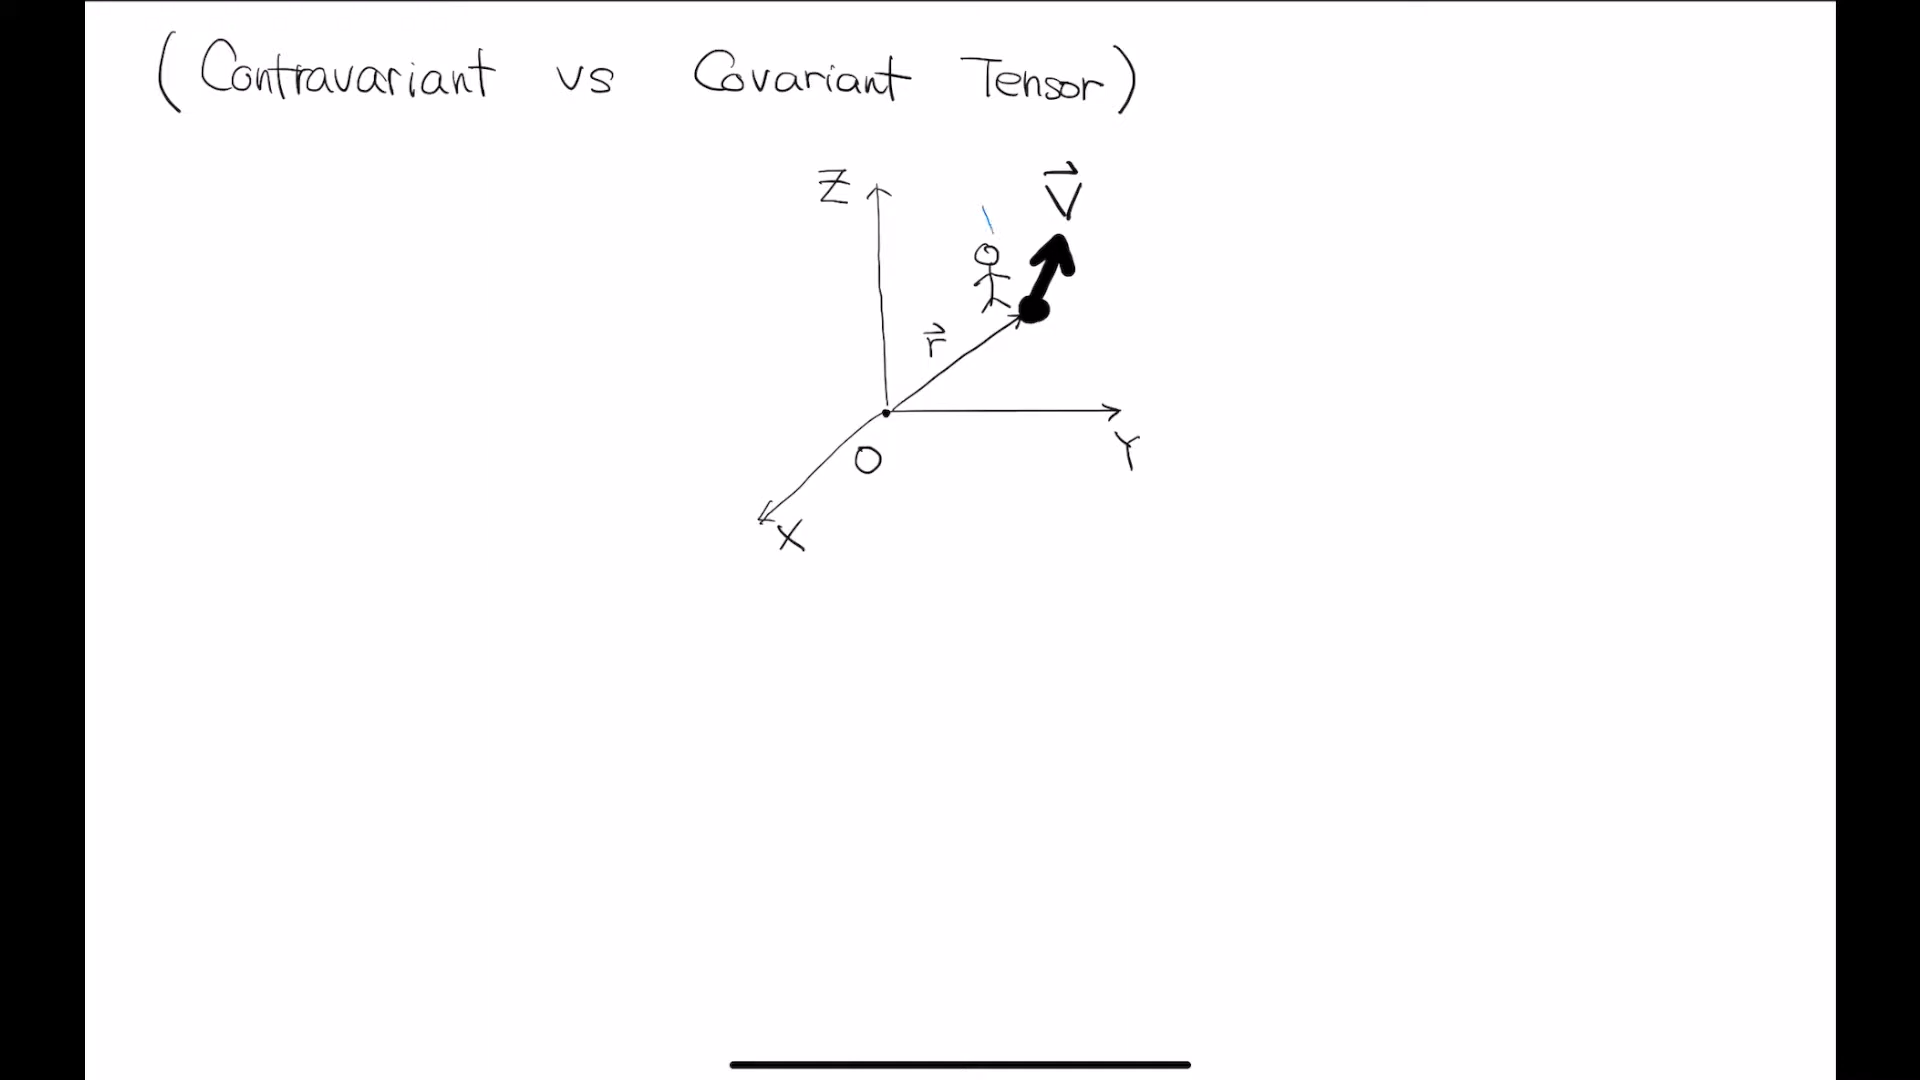 (Contravariant vs Covariant Tensor)
Z
V⃗
r⃗
O
Y
X